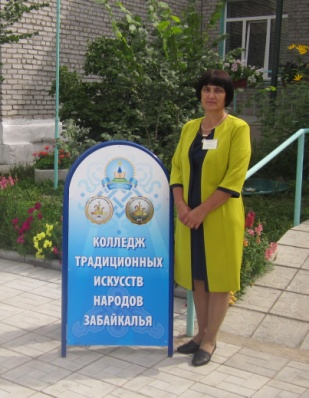 КОЛЛЕДЖ
ТРАДИЦИОННЫХ
ИСКУССТВ
НАРОДОВ
ЗАБАЙКАЛЬЯ